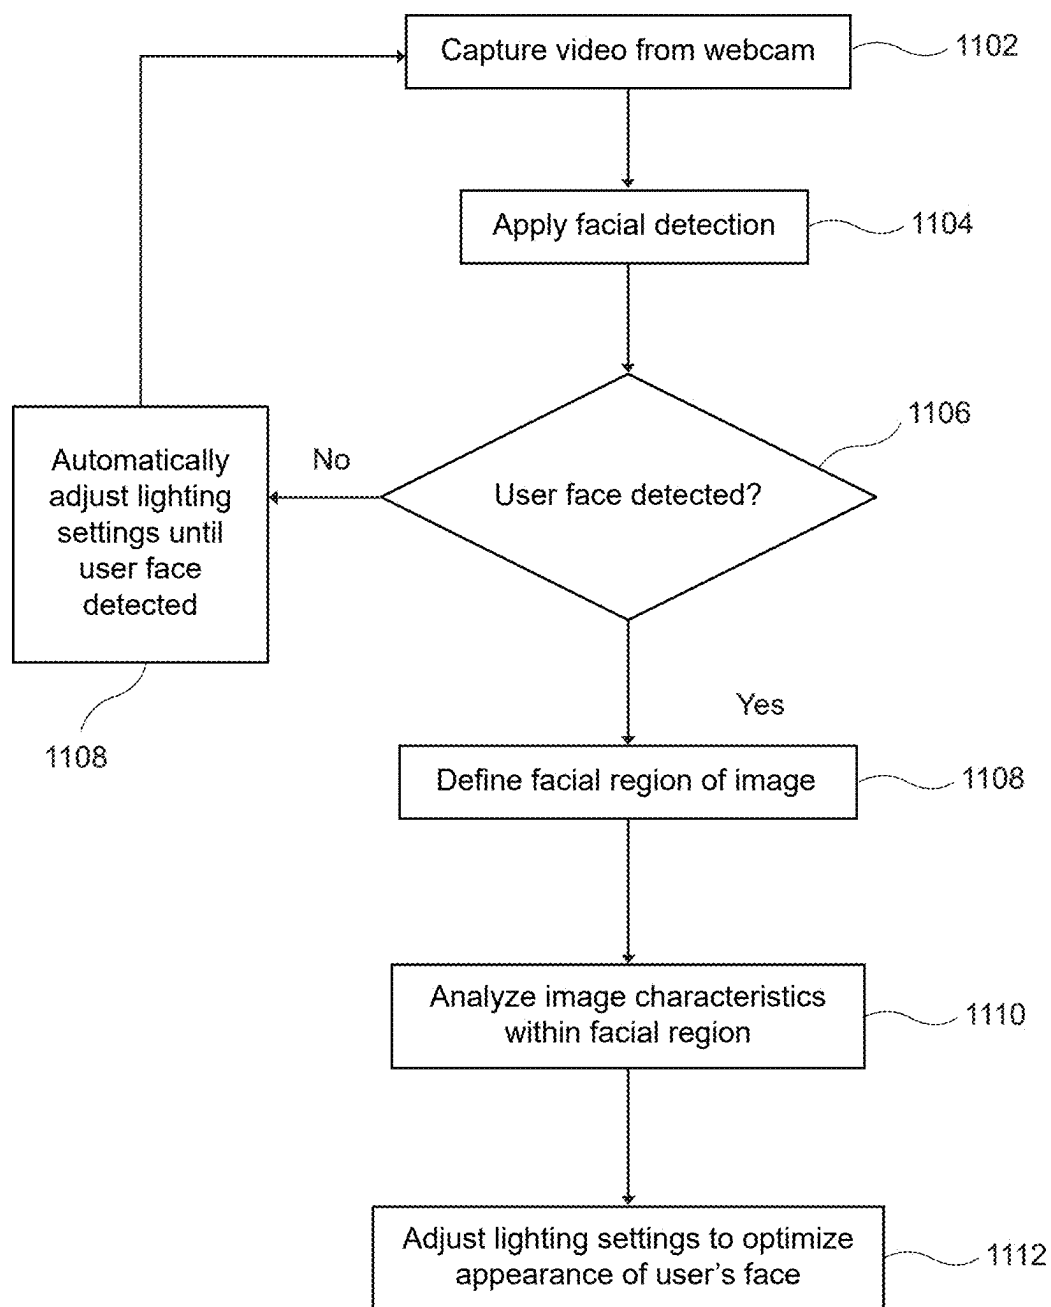 Capture video from webcam
1102
Apply facial detection
1104
1106
User face detected?
No
Automatically
adjust lighting
settings until
user face
detected
1108
Yes
Define facial region of image
1108
Analyze image characteristics
within facial region
1110
Adjust lighting settings to optimize
appearance of user's face
1112